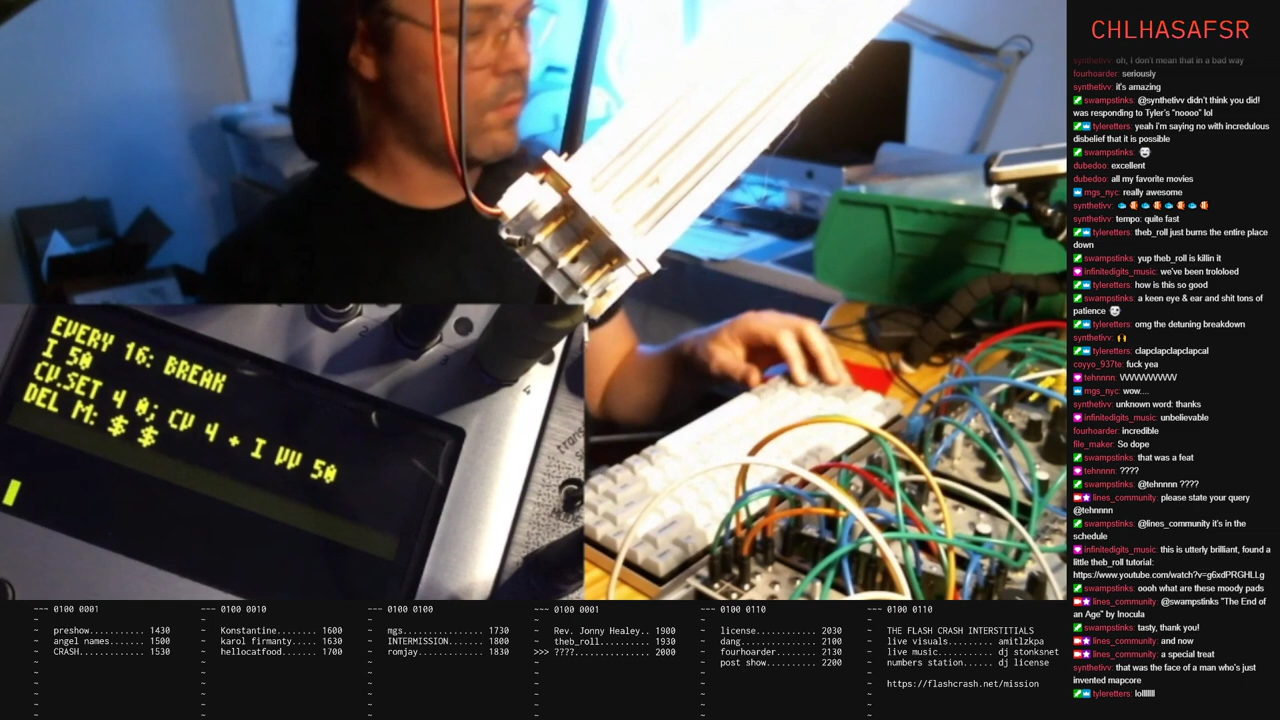 CHLHASAFSR
synthetivv: oh, I don't mean that in a bad way
fourhoarder: seriously
synthetivv: it's amazing
swampstinks: @synthetivv didn't think you did!
was responding to Tyler's "noooo" lol
tyleretters: yeah i'm saying no with incredulous
disbelief that it is possible
swampstinks:
dubedoo: excellent
dubedoo: all my favorite movies
mgs_nyc: really awesome
synthetivv: 🐟 🐠 🐟 🐠 🐟 🐠 🐟 🐠
synthetivv: tempo: quite fast
tyleretters: theb_roll just burns the entire place
down
swampstinks: yup theb_roll is killin it
infinitedigits_music: we've been trololoed
tyleretters: how is this so good
swampstinks: a keen eye & ear and shit tons of
patience
tyleretters: omg the detuning breakdown
synthetivv: 🙌
tyleretters: clapclapclapclapcal
coyyo_937te: fuck yea
tehnnnn: VVVVVVVVVVV
mgs_nyc: wow....
synthetivv: unknown word: thanks
infinitedigits_music: unbelievable
fourhoarder: incredible
file_maker: So dope
swampstinks: that was a feat
tehnnnn: ????
swampstinks: @tehnnnn ????
lines_community: please state your query
@tehnnnn
swampstinks: @lines_community it's in the
schedule
infinitedigits_music: this is utterly brilliant, found a
little theb_roll tutorial:
https://www.youtube.com/watch?v=g6xdPRGHLLg
swampstinks: oooh what are these moody pads
lines_community: @swampstinks "The End of
an Age" by Inocula
swampstinks: tasty, thank you!
lines_community: and now
lines_community: a special treat
synthetivv: that was the face of a man who's just
invented mapcore
tyleretters: lolllllll
EVERY 16: BREAK
I 50
CV.SET 4 0; CV 4 + I VV 50
DEL M: $ $
2
4
trans
~~~ 0100 0001
preshow.......... 1430
angel names...... 1500
CRASH............ 1530
~~~ 0100 0010
Konstantine....... 1600
karol firmanty.... 1630
hellocatfood...... 1700
~~~ 0100 0100
mgs............... 1730
INTERMISSION...... 1800
romjay............ 1830
~~~ 0100 0001
Rev. Jonny Healey.. 1900
theb_roll.......... 1930
>>> ????............... 2000
~~~ 0100 0110
license.......... 2030
dang............. 2100
fourhoarder...... 2130
post show........ 2200
~~~ 0100 0110
THE FLASH CRASH INTERSTITIALS
live visuals..... amitzkpa
live music....... dj stonksnet
numbers station...... dj license
https://flashcrash.net/mission